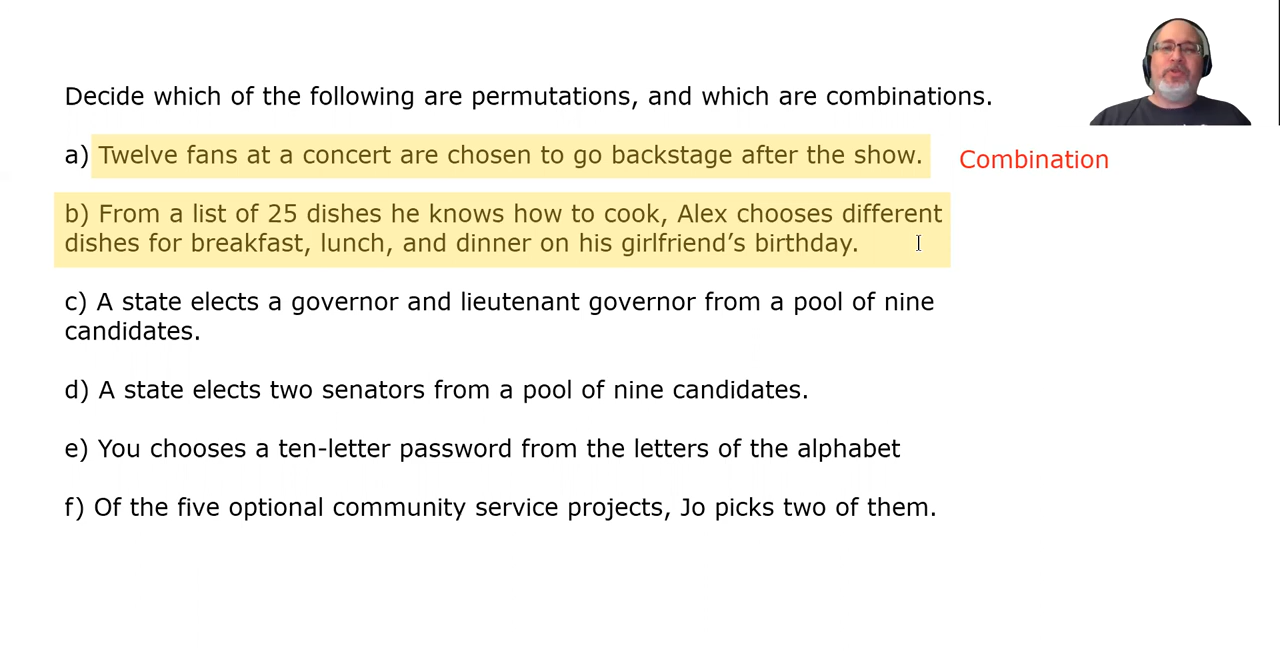 Decide which of the following are permutations, and which are combinations.
a) Twelve fans at a concert are chosen to go backstage after the show.
Combination
b) From a list of 25 dishes he knows how to cook, Alex chooses different
dishes for breakfast, lunch, and dinner on his girlfriend’s birthday.
c) A state elects a governor and lieutenant governor from a pool of nine
candidates.
d) A state elects two senators from a pool of nine candidates.
e) You chooses a ten-letter password from the letters of the alphabet
f) Of the five optional community service projects, Jo picks two of them.